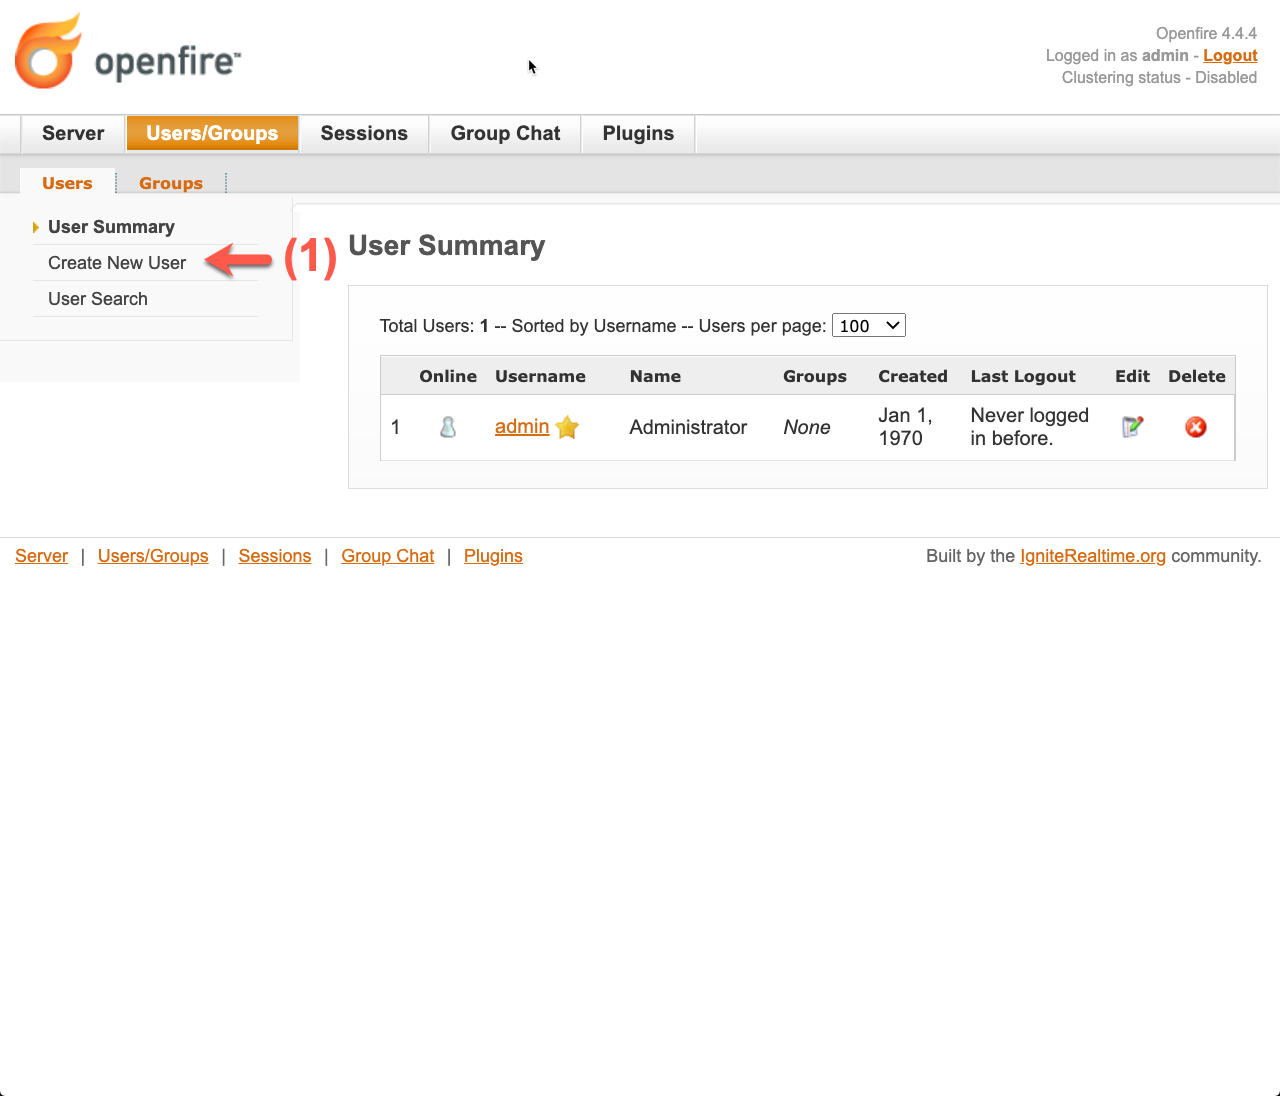 openfire™
Openfire 4.4.4
Logged in as admin - Logout
Clustering status - Disabled
Server Users/Groups Sessions Group Chat Plugins
Users Groups
User Summary
Create New User
User Search
(1)
User Summary
Total Users: 1 -- Sorted by Username -- Users per page: 100
Online Username Name Groups Created Last Logout Edit Delete
1 admin Administrator None Jan 1, 1970 Never logged in before.
Server | Users/Groups | Sessions | Group Chat | Plugins
Built by the IgniteRealtime.org community.